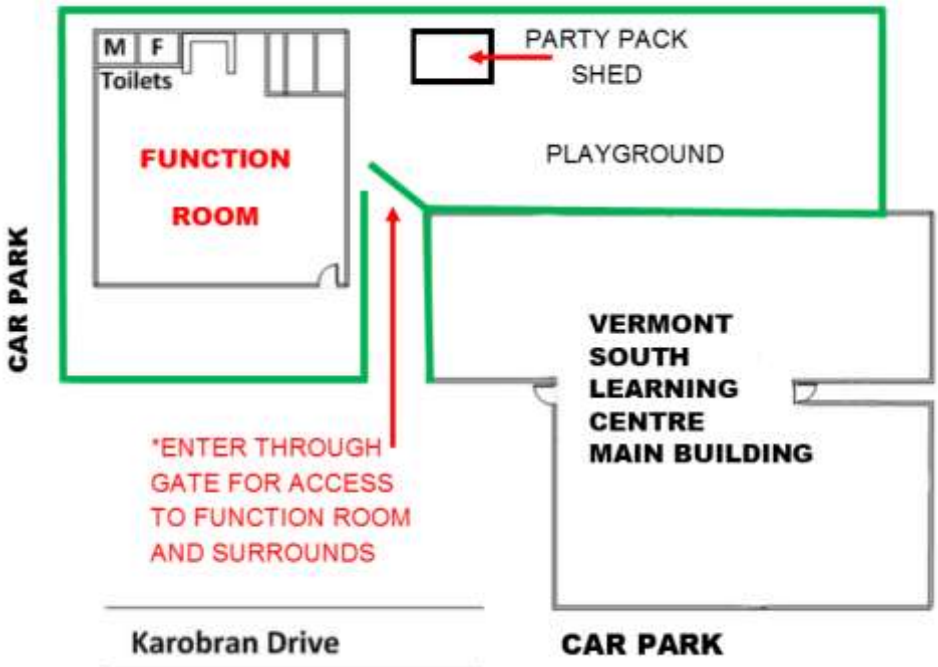 M F
Toilets
PARTY PACK
SHED
FUNCTION
ROOM
PLAYGROUND
CAR PARK
VERMONT
SOUTH
LEARNING
CENTRE
MAIN BUILDING
*ENTER THROUGH
GATE FOR ACCESS
TO FUNCTION ROOM
AND SURROUNDS
Karobran Drive
CAR PARK